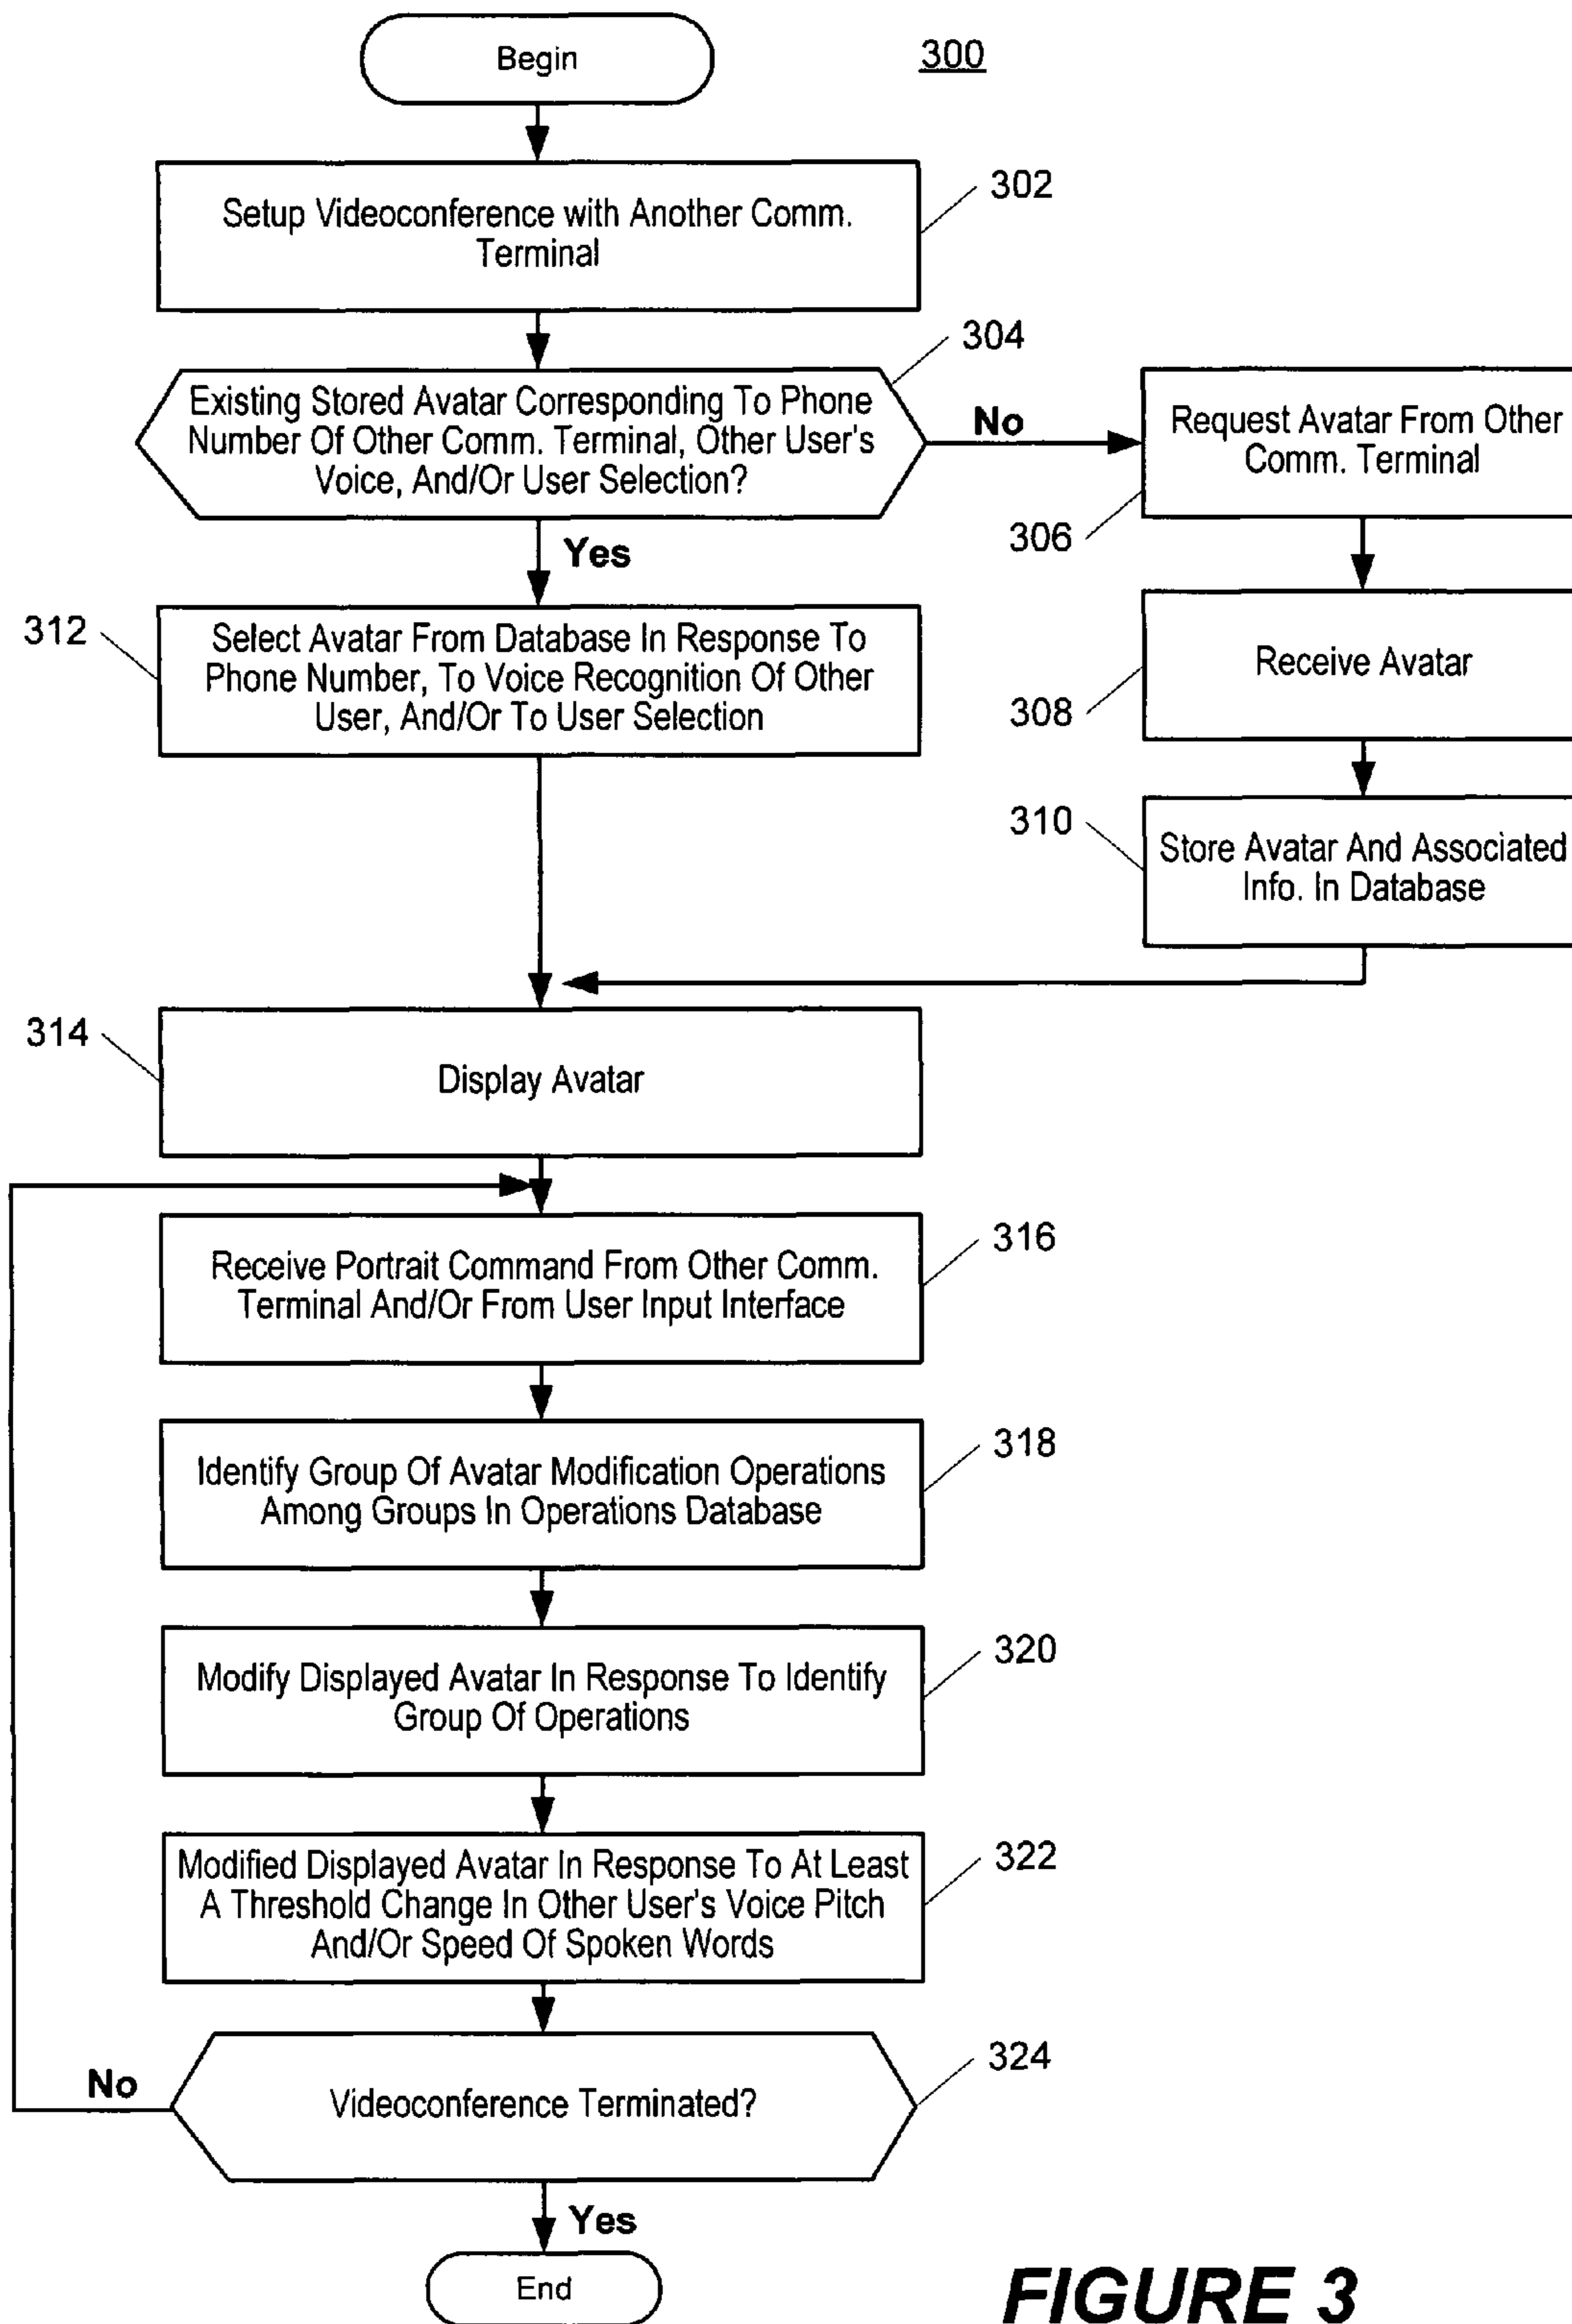 Begin
300
Setup Videoconference with Another Comm.
Terminal
302
304
Existing Stored Avatar Corresponding To Phone
Number Of Other Comm. Terminal, Other User's
Voice, And/Or User Selection?
No
Request Avatar From Other
Comm. Terminal
306
Yes
312
Select Avatar From Database In Response To
Phone Number, To Voice Recognition Of Other
User, And/Or To User Selection
Receive Avatar
308
310
Store Avatar And Associated
Info. In Database
314
Display Avatar
316
Receive Portrait Command From Other Comm.
Terminal And/Or From User Input Interface
318
Identify Group Of Avatar Modification Operations
Among Groups In Operations Database
320
Modify Displayed Avatar In Response To Identify
Group Of Operations
322
Modified Displayed Avatar In Response To At Least
A Threshold Change In Other User's Voice Pitch
And/Or Speed Of Spoken Words
324
No
Videoconference Terminated?
Yes
End
FIGURE 3